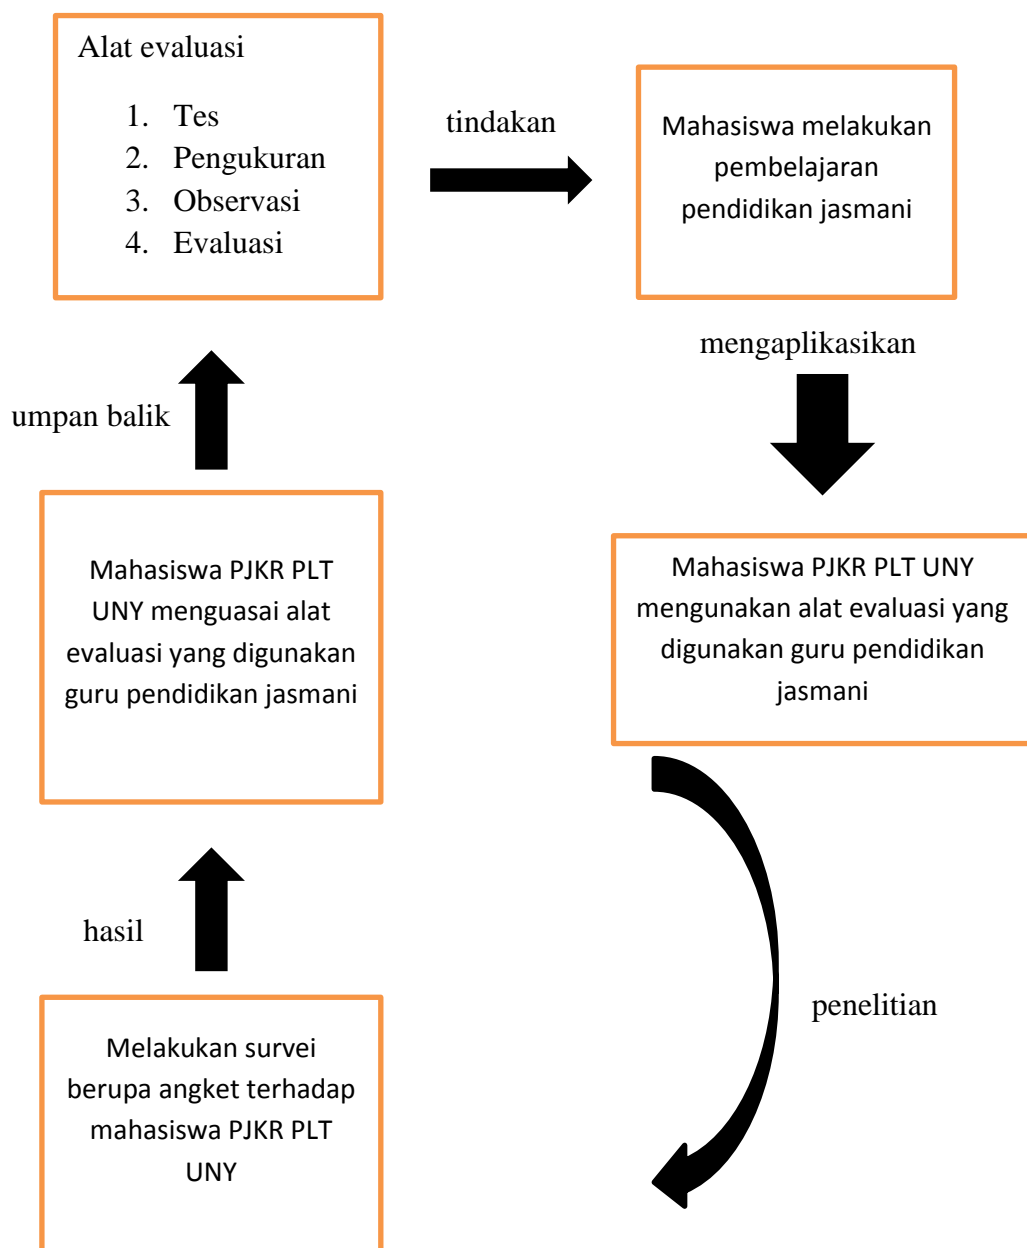 Alat evaluasi
1. Tes
2. Pengukuran
3. Observasi
4. Evaluasi
tindakan
Mahasiswa melakukan
pembelajaran
pendidikan jasmani
mengaplikasikan
umpan balik
Mahasiswa PJKR PLT
UNY menguasai alat
evaluasi yang digunakan
guru pendidikan jasmani
Mahasiswa PJKR PLT UNY
mengunakan alat evaluasi yang
digunakan guru pendidikan
jasmani
hasil
penelitian
Melakukan survei
berupa angket terhadap
mahasiswa PJKR PLT
UNY